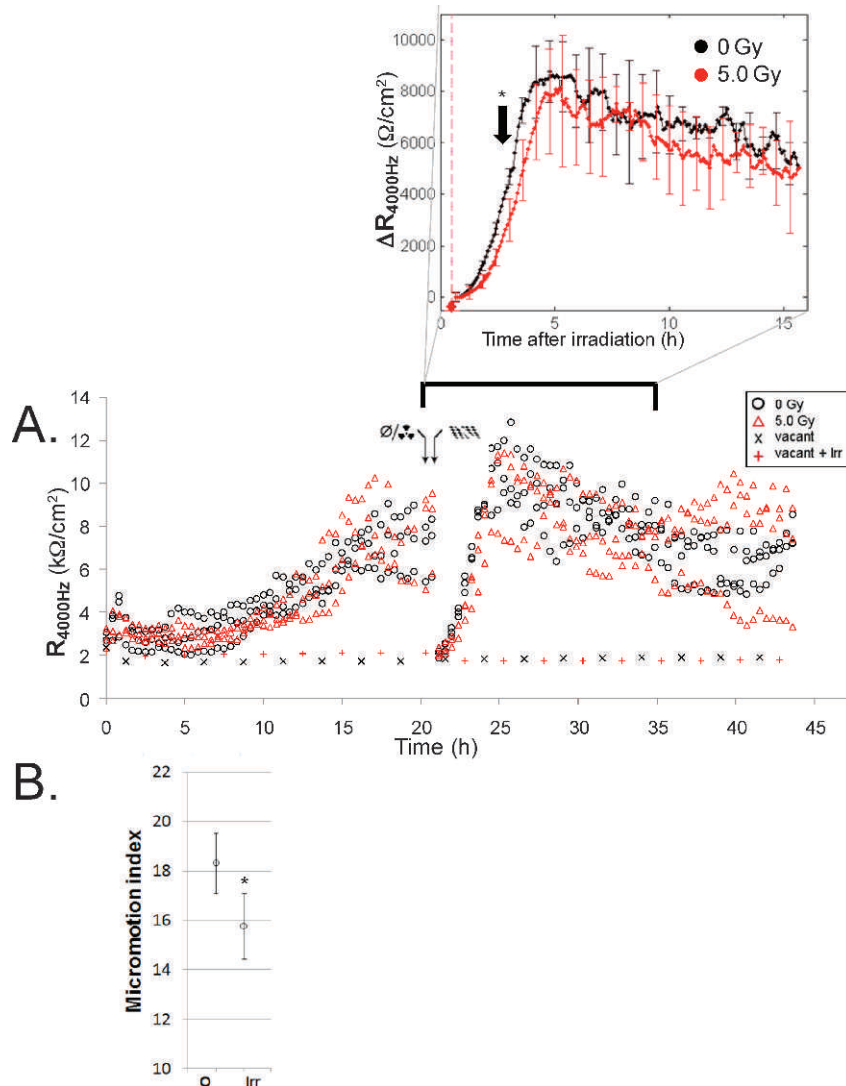 10000
8000
6000
4000
2000
0
ΔR4000Hz (Ω/cm²)
0 Gy
5.0 Gy
*
0 5 10 15
Time after irradiation (h)
A.
14
12
10
8
6
4
2
0
R4000Hz (kΩ/cm²)
Ø/
0 Gy
5.0 Gy
vacant
vacant + Irr
0 5 10 15 20 25 30 35 40 45
Time (h)
B.
22
20
18
16
14
12
10
Micromotion index
*
O Irr